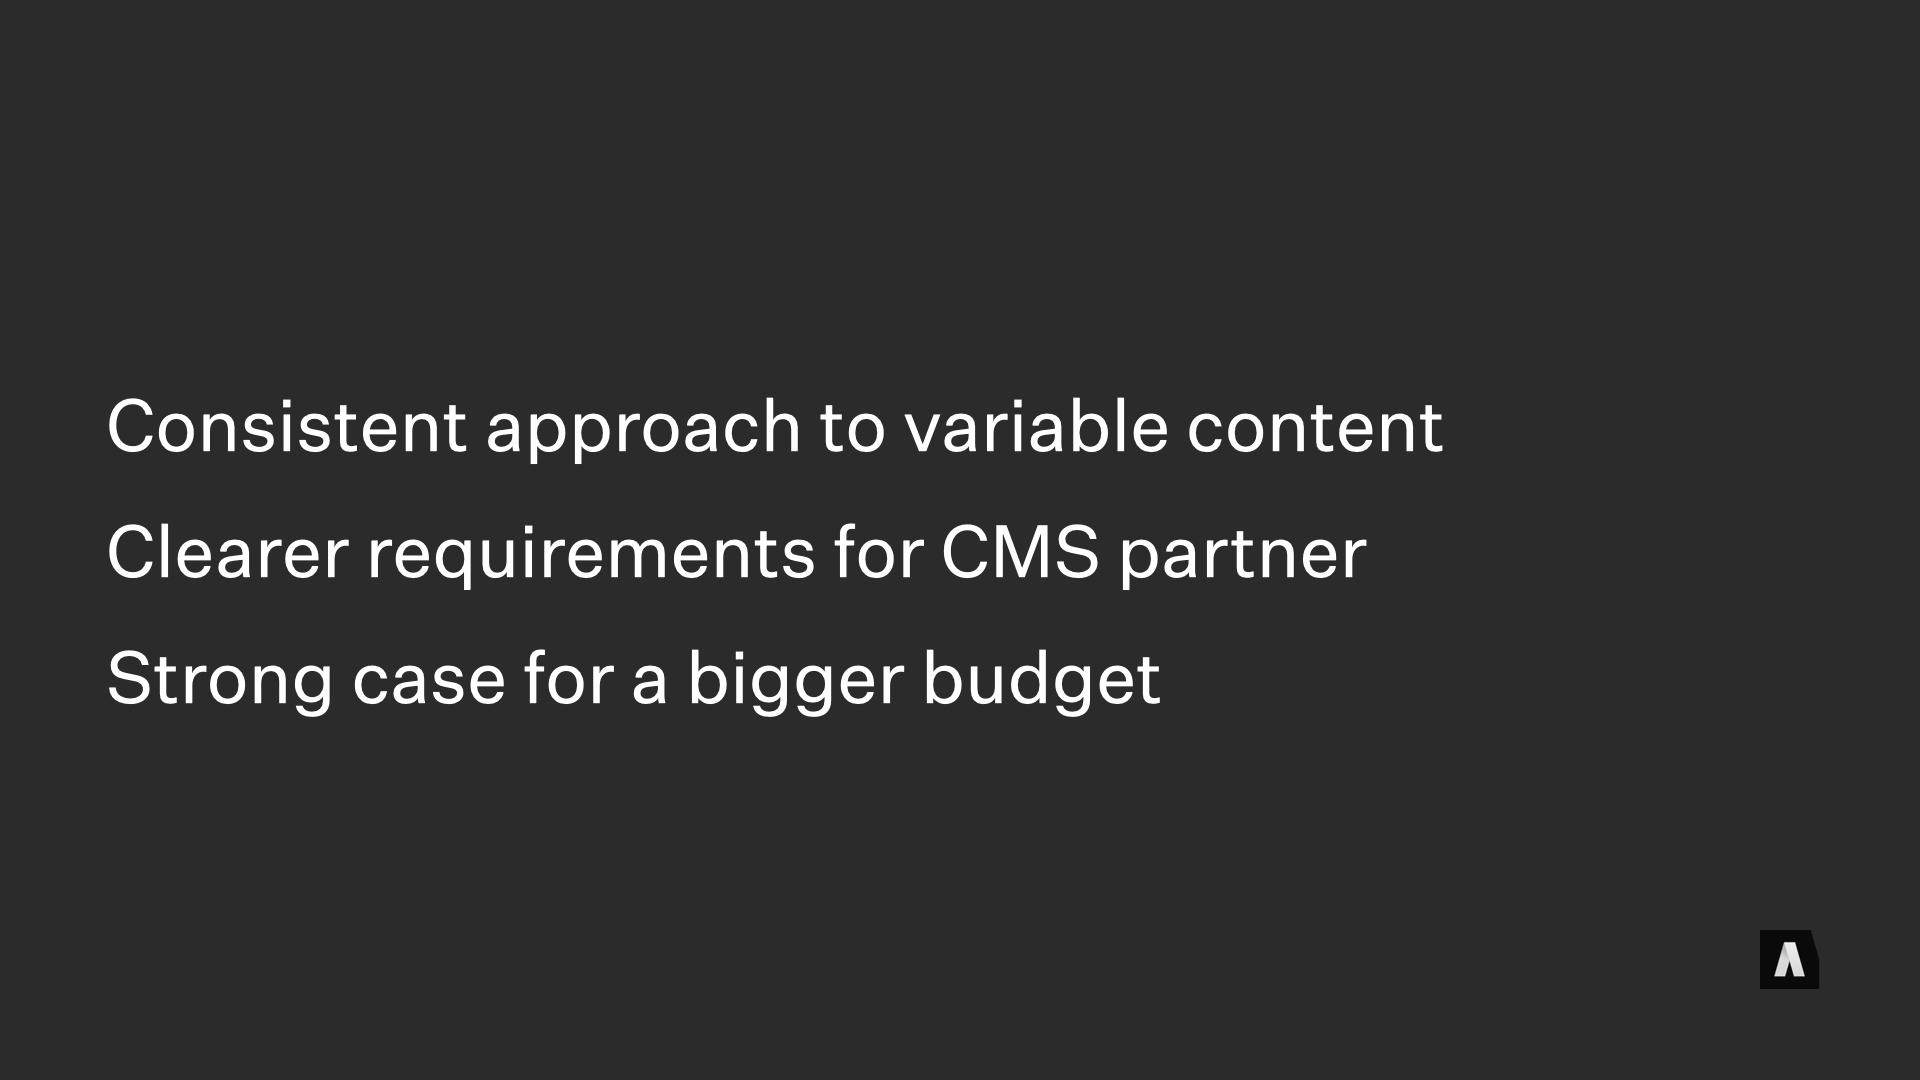 Consistent approach to variable content
Clearer requirements for CMS partner
Strong case for a bigger budget